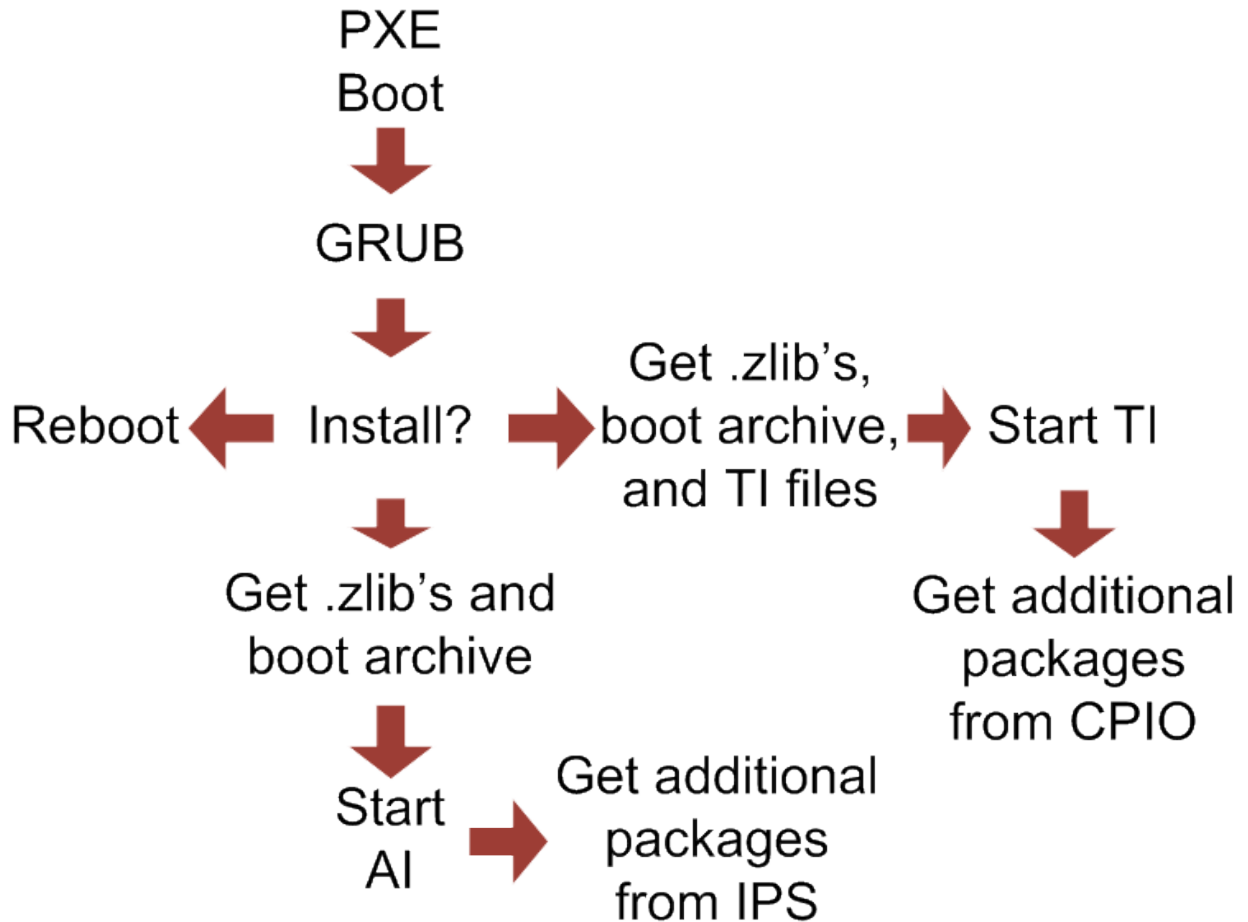 PXE
Boot
GRUB
Reboot
Install?
Get .zlib's,
boot archive,
and TI files
Start TI
Get .zlib's and
boot archive
Get additional
packages
from CPIO
Start
AI
Get additional
packages
from IPS